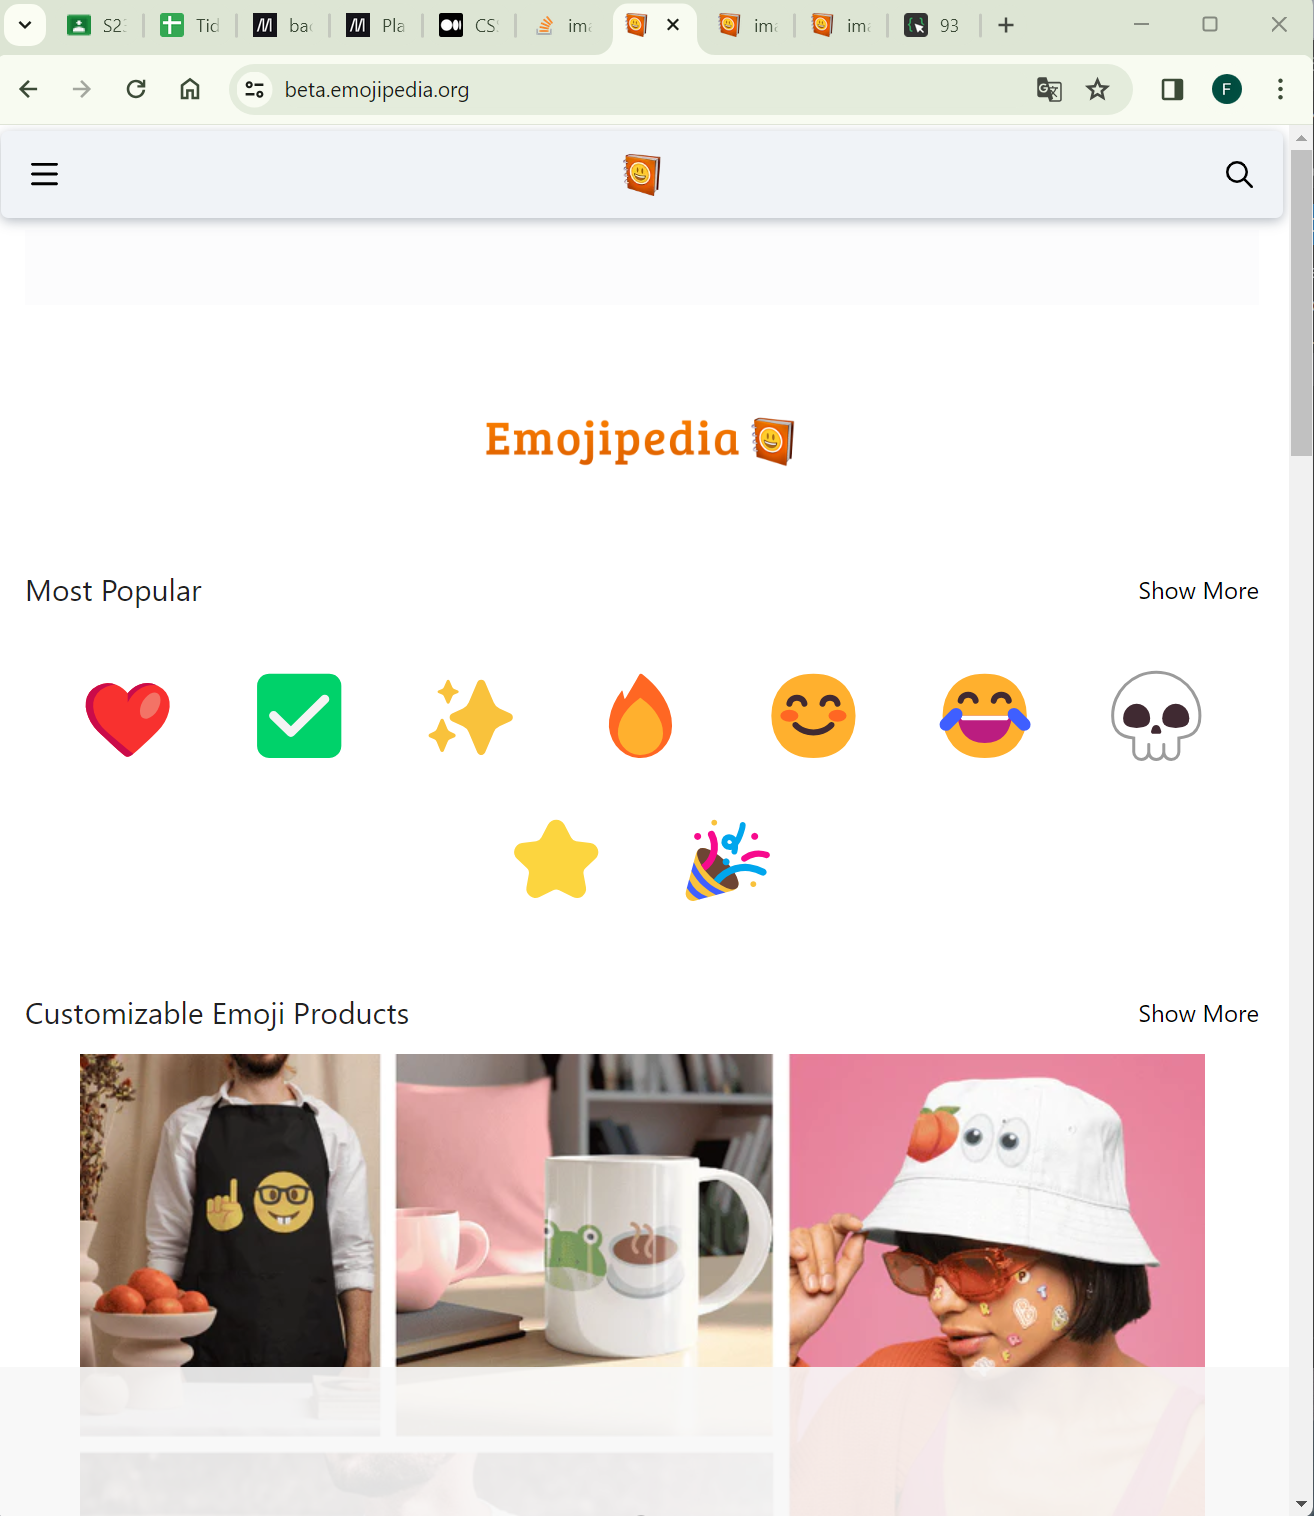 S2
Tid
ba
Pla
CS
im
im
im
93
beta.emojipedia.org
F
Emojipedia
Most Popular
Show More
Customizable Emoji Products
Show More